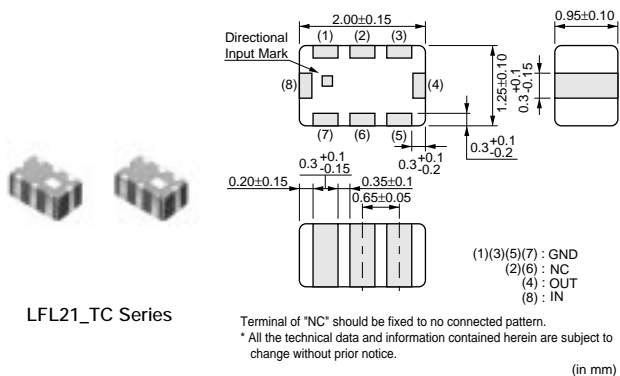 2.00±0.15
0.95±0.10
Directional
Input Mark
(1) (2) (3)
(8)
(4)
(7) (6) (5)
1.25±0.10
0.3 +0.1 -0.15
0.3 +0.1 -0.2
0.3 +0.1 -0.2
0.3 +0.1 -0.15
0.20±0.15
0.35±0.1
0.65±0.05
(1)(3)(5)(7) : GND
(2)(6) : NC
(4) : OUT
(8) : IN
LFL21_TC Series
Terminal of "NC" should be fixed to no connected pattern.
* All the technical data and information contained herein are subject to
change without prior notice.
(in mm)